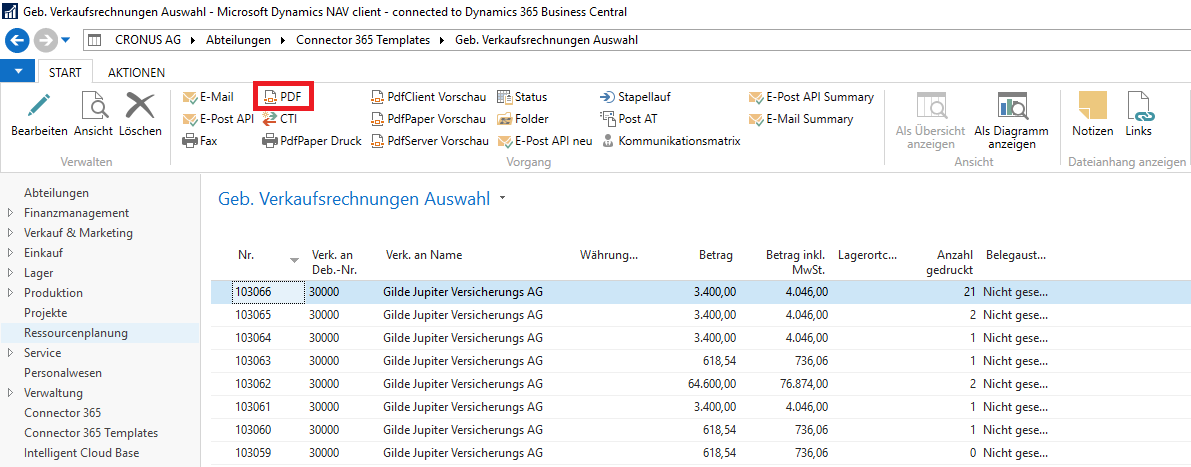 Geb. Verkaufsrechnungen Auswahl - Microsoft Dynamics NAV client - connected to Dynamics 365 Business Central
CRONUS AG Abteilungen Connector 365 Templates Geb. Verkaufsrechnungen Auswahl
START AKTIONEN
E-Mail PDF PdfClient Vorschau Status Stapellauf E-Post API Summary
E-Post API CTI PdfPaper Vorschau Folder Post AT E-Mail Summary
Fax PdfPaper Druck PdfServer Vorschau E-Post API neu Kommunikationsmatrix
Bearbeiten Ansicht Löschen
Als Übersicht anzeigen Als Diagramm anzeigen
Notizen Links
Verwalten Vorgang Ansicht Dateianhang anzeigen
Abteilungen
Finanzmanagement
Verkauf & Marketing
Einkauf
Lager
Produktion
Projekte
Ressourcenplanung
Service
Personalwesen
Verwaltung
Connector 365
Connector 365 Templates
Intelligent Cloud Base
Geb. Verkaufsrechnungen Auswahl
Nr. Verk. an Deb.-Nr. Verk. an Name Währung... Betrag Betrag inkl. MwSt. Lagerortc... Anzahl gedruckt Belegaust...
103066 30000 Gilde Jupiter Versicherungs AG 3.400,00 4.046,00 21 Nicht gese...
103065 30000 Gilde Jupiter Versicherungs AG 3.400,00 4.046,00 2 Nicht gese...
103064 30000 Gilde Jupiter Versicherungs AG 3.400,00 4.046,00 1 Nicht gese...
103063 30000 Gilde Jupiter Versicherungs AG 618,54 736,06 1 Nicht gese...
103062 30000 Gilde Jupiter Versicherungs AG 64.600,00 76.874,00 2 Nicht gese...
103061 30000 Gilde Jupiter Versicherungs AG 3.400,00 4.046,00 1 Nicht gese...
103060 30000 Gilde Jupiter Versicherungs AG 618,54 736,06 1 Nicht gese...
103059 30000 Gilde Jupiter Versicherungs AG 618,54 736,06 0 Nicht gese...